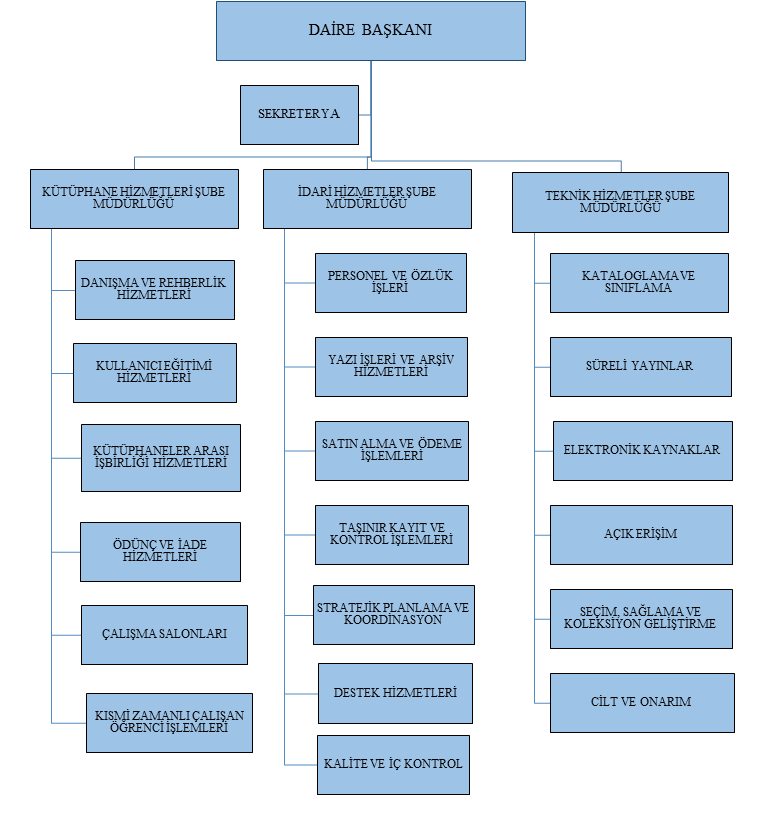 DAİRE BAŞKANI
SEKRETERYA
KÜTÜPHANE HİZMETLERİ ŞUBE
MÜDÜRLÜĞÜ
DANIŞMA VE REHBERLİK
HİZMETLERİ
KULLANICI EĞİTİMİ
HİZMETLERİ
KÜTÜPHANELER ARASI
İŞBİRLİĞİ HİZMETLERİ
ÖDÜNÇ VE İADE
HİZMETLERİ
ÇALIŞMA SALONLARI
KISMİ ZAMANLI ÇALIŞAN
ÖĞRENCİ İŞLEMLERİ
İDARİ HİZMETLER ŞUBE
MÜDÜRLÜĞÜ
PERSONEL VE ÖZLÜK
İŞLERİ
YAZI İŞLERİ VE ARŞİV
HİZMETLERİ
SATIN ALMA VE ÖDEME
İŞLEMLERİ
TAŞINIR KAYIT VE
KONTROL İŞLEMLERİ
STRATEJİK PLANLAMA VE
KOORDİNASYON
DESTEK HİZMETLERİ
KALİTE VE İÇ KONTROL
TEKNİK HİZMETLER ŞUBE
MÜDÜRLÜĞÜ
KATALOGLAMA VE
SINIFLAMA
SÜRELİ YAYINLAR
ELEKTRONİK KAYNAKLAR
AÇIK ERİŞİM
SEÇİM, SAĞLAMA VE
KOLEKSİYON GELİŞTİRME
CİLT VE ONARIM